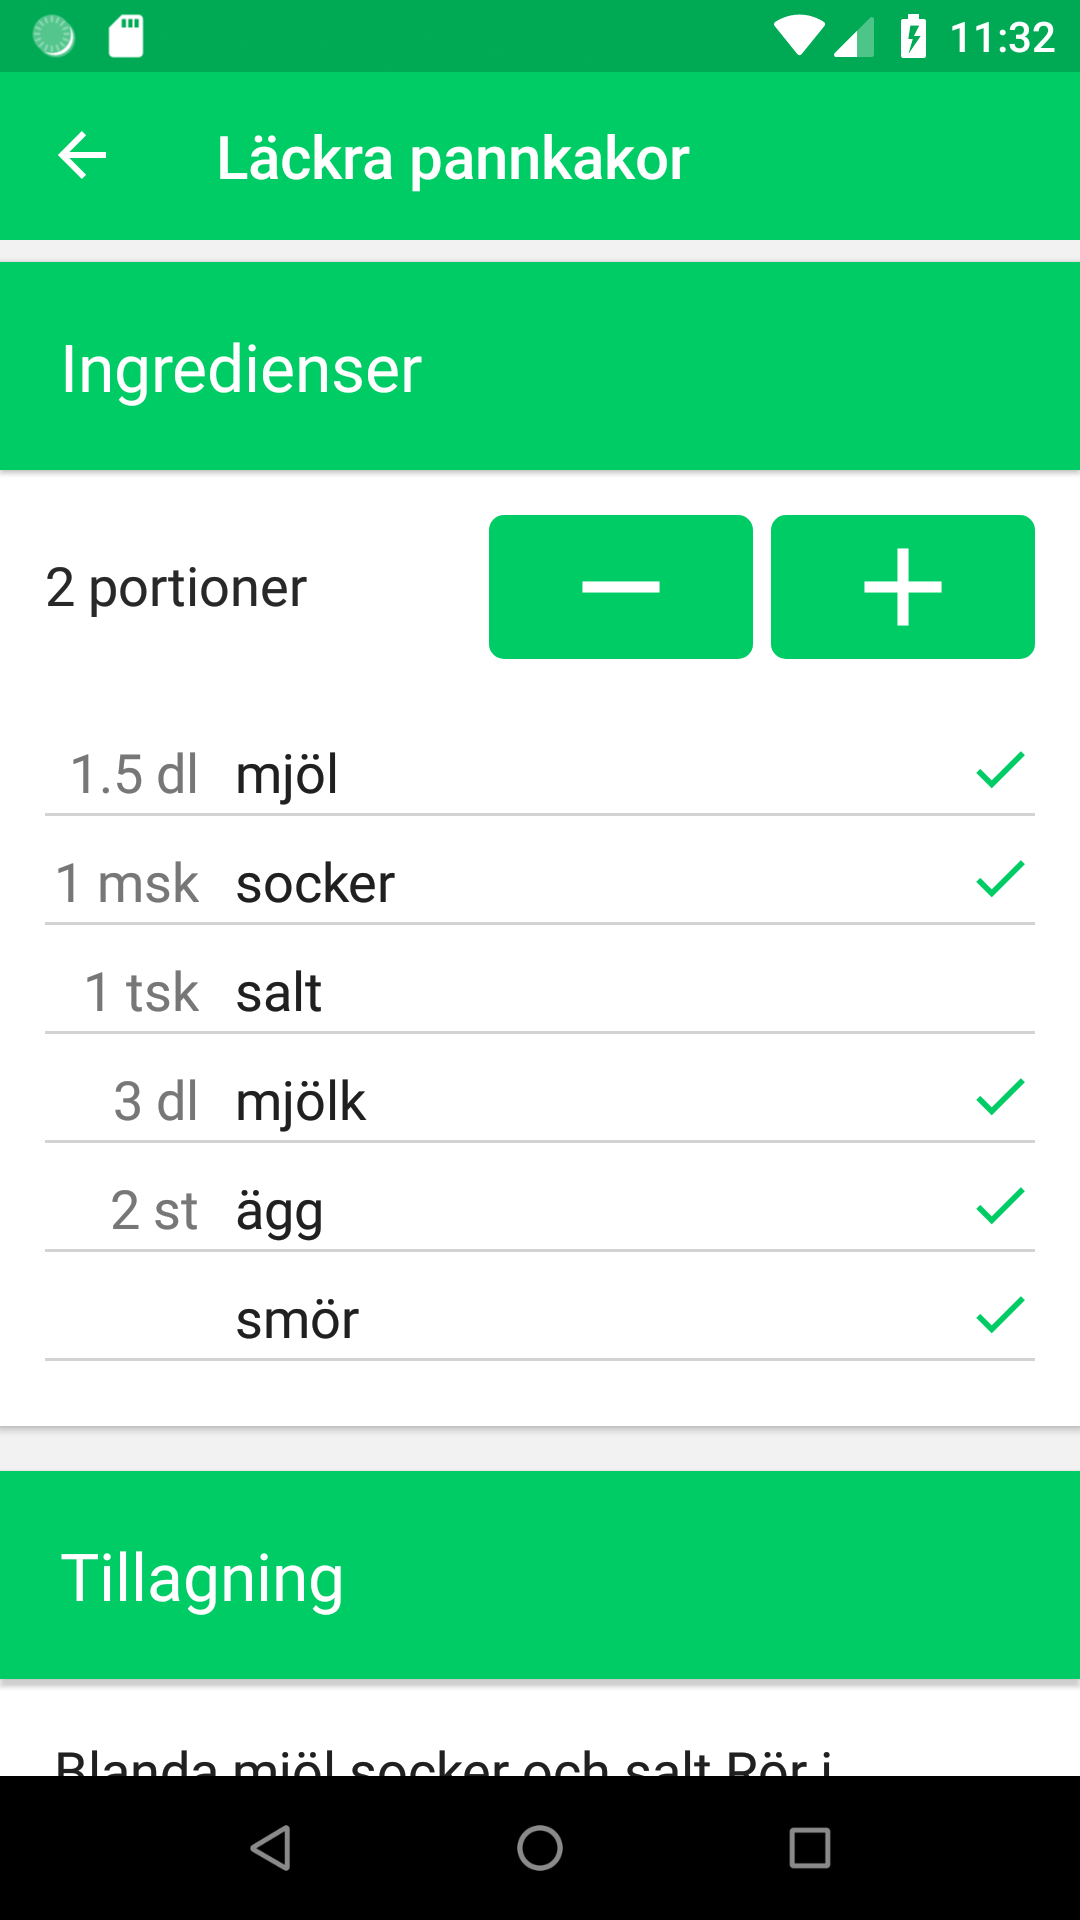 11:32
Läckra pannkakor
Ingredienser
2 portioner
1.5 dl mjöl
1 msk socker
1 tsk salt
3 dl mjölk
2 st ägg
smör
Tillagning
Blanda mjöl socker och salt Rör i